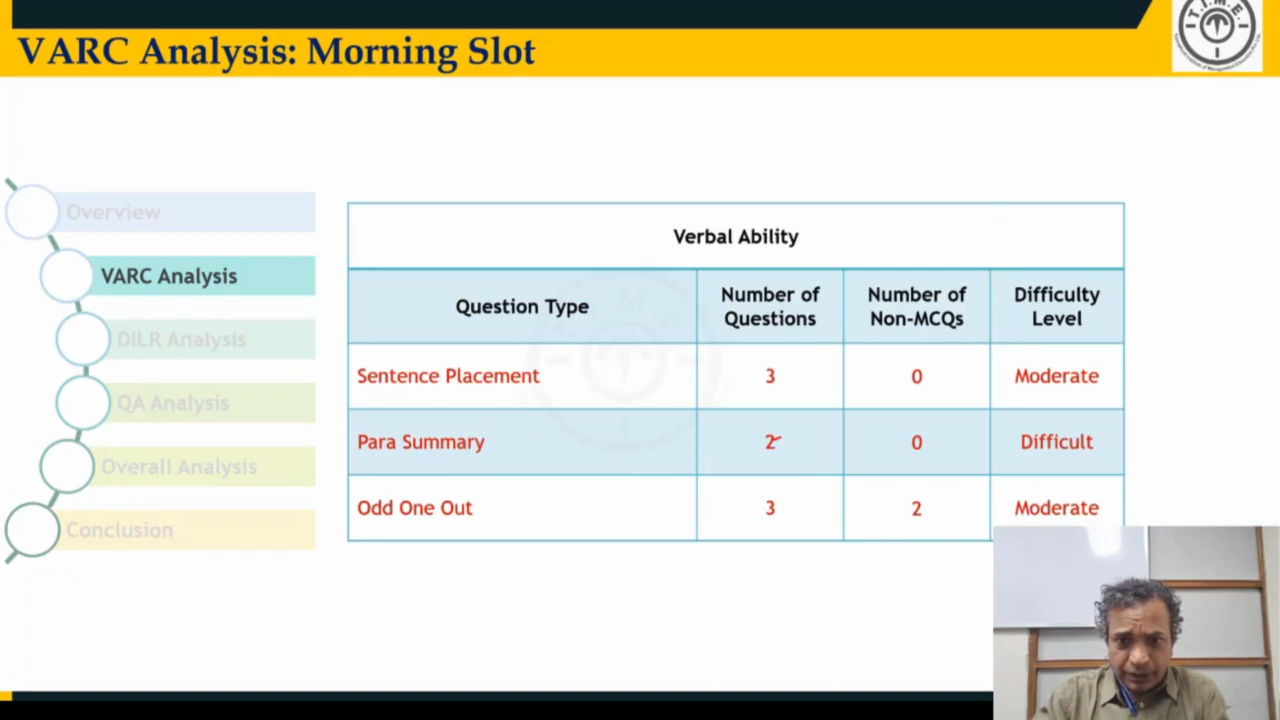 VARC Analysis: Morning Slot
T.I.M.E.
Overview
VARC Analysis
DILR Analysis
QA Analysis
Overall Analysis
Conclusion
Verbal Ability
Question Type
Number of
Questions
Number of
Non-MCQs
Difficulty
Level
Sentence Placement
3
0
Moderate
Para Summary
2
0
Difficult
Odd One Out
3
2
Moderate